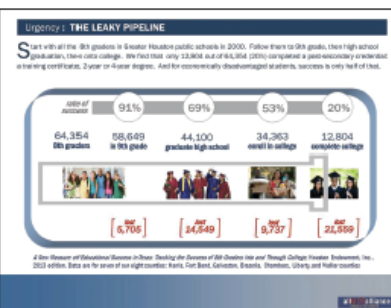 Urgency: THE LEAKY PIPELINE
Start with all the 8th graders in Greater Houston public schools in 2000. Follow them to 9th grade, then high school
graduation, then onto college. We find that only 12,804 out of 64,354 (20%) completed a post-secondary credential:
a training certificate, 2-year or 4-year degree. And for economically disadvantaged students, success is only half of that.
rate of success 91% 69% 53% 20%
64,354 58,649 44,100 34,363 12,804
8th graders in 9th grade graduate high school enroll in college complete college
lost lost lost lost
5,705 14,549 9,737 21,559
A New Measure of Educational Success in Texas: Tracking the Success of 8th Graders into and Through College Houston Endowment, Inc.,
2013 edition. Data are for seven of our eight counties: Harris, Fort Bend, Galveston, Brazoria, Chambers, Liberty, and Waller counties